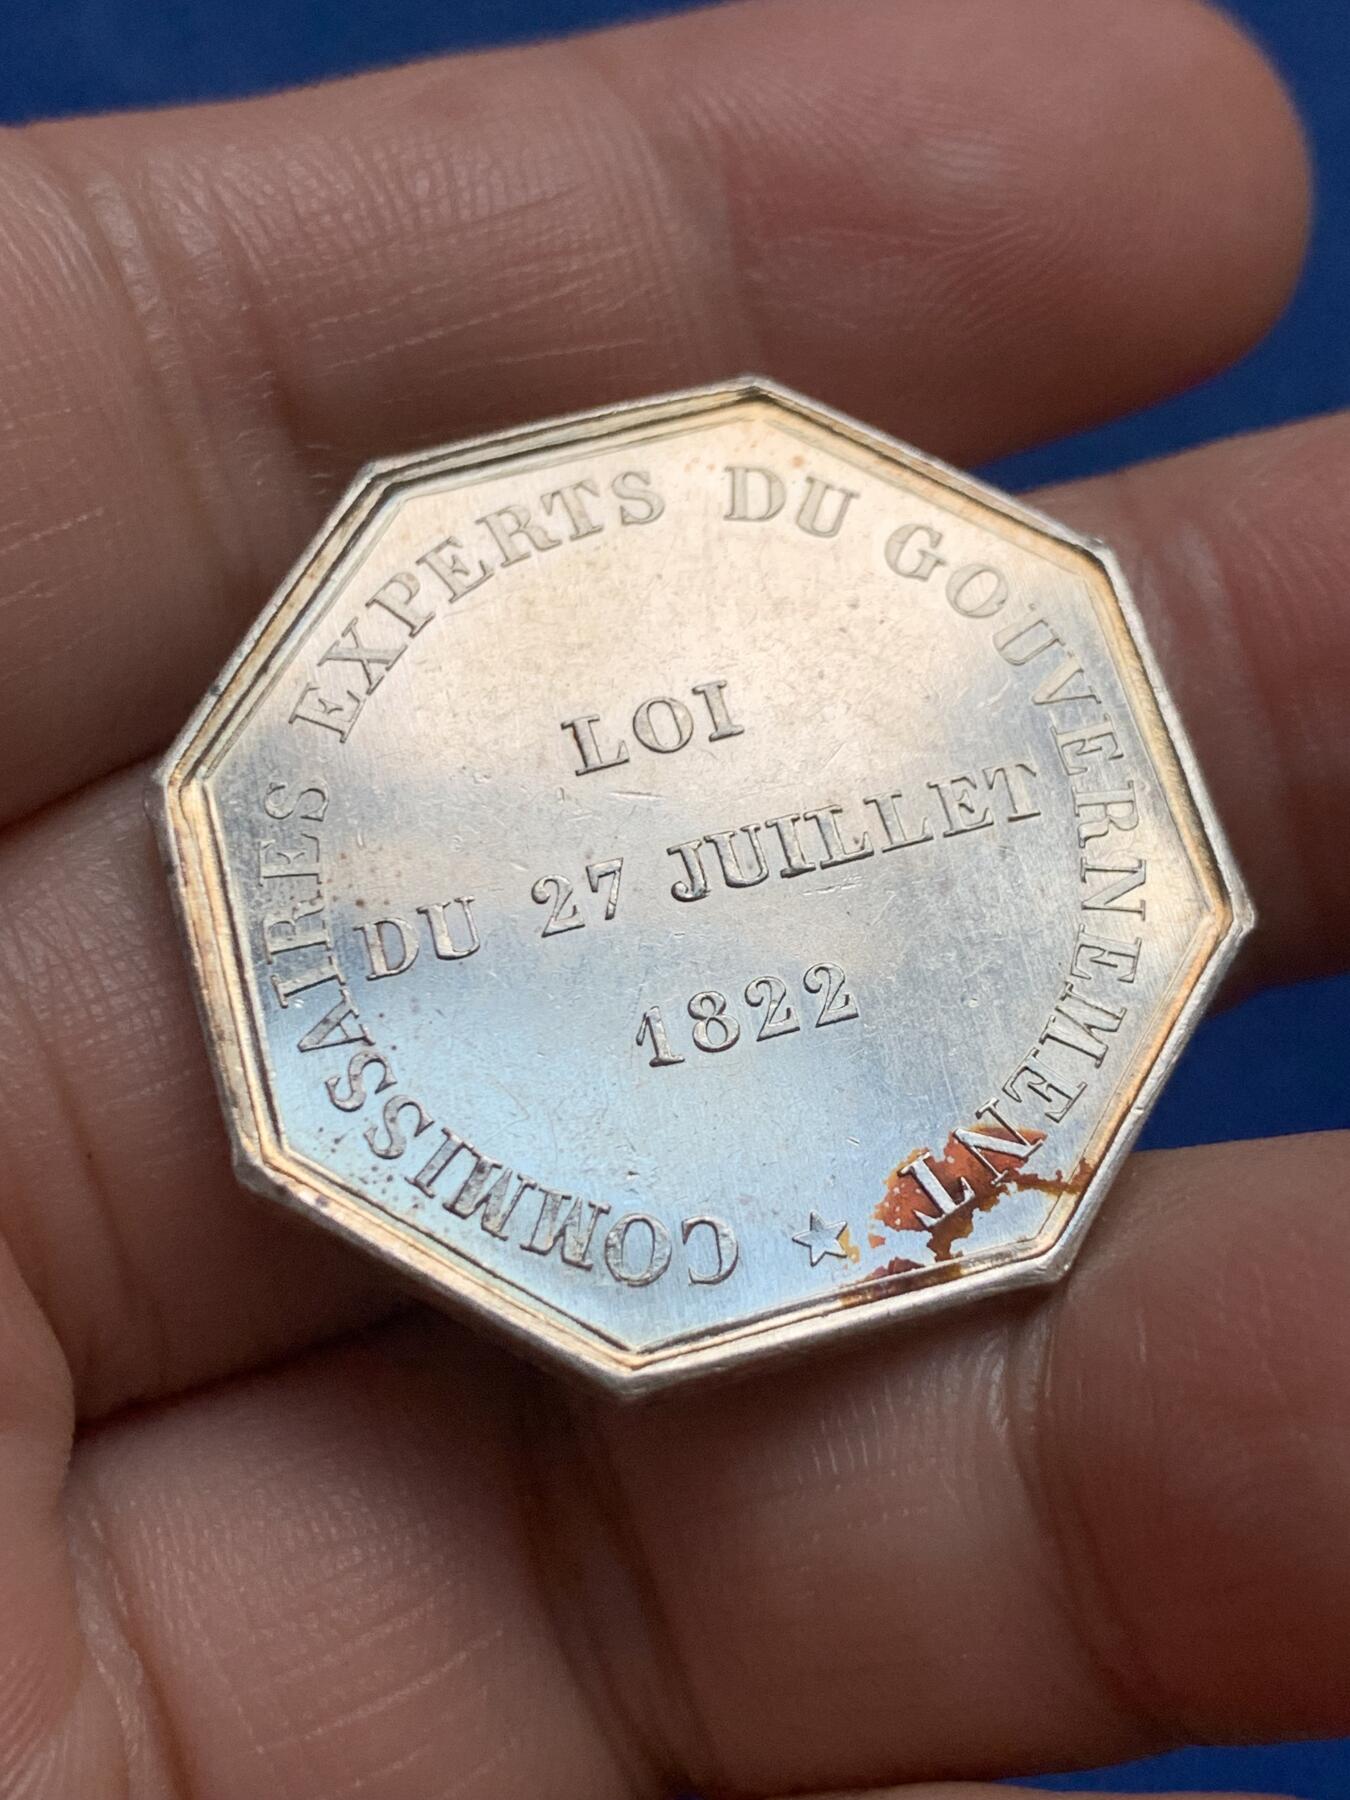 COMMISSAIRES EXPERTS DU GOUVERNEMENT
LOI
DU 27 JUILLET
1822